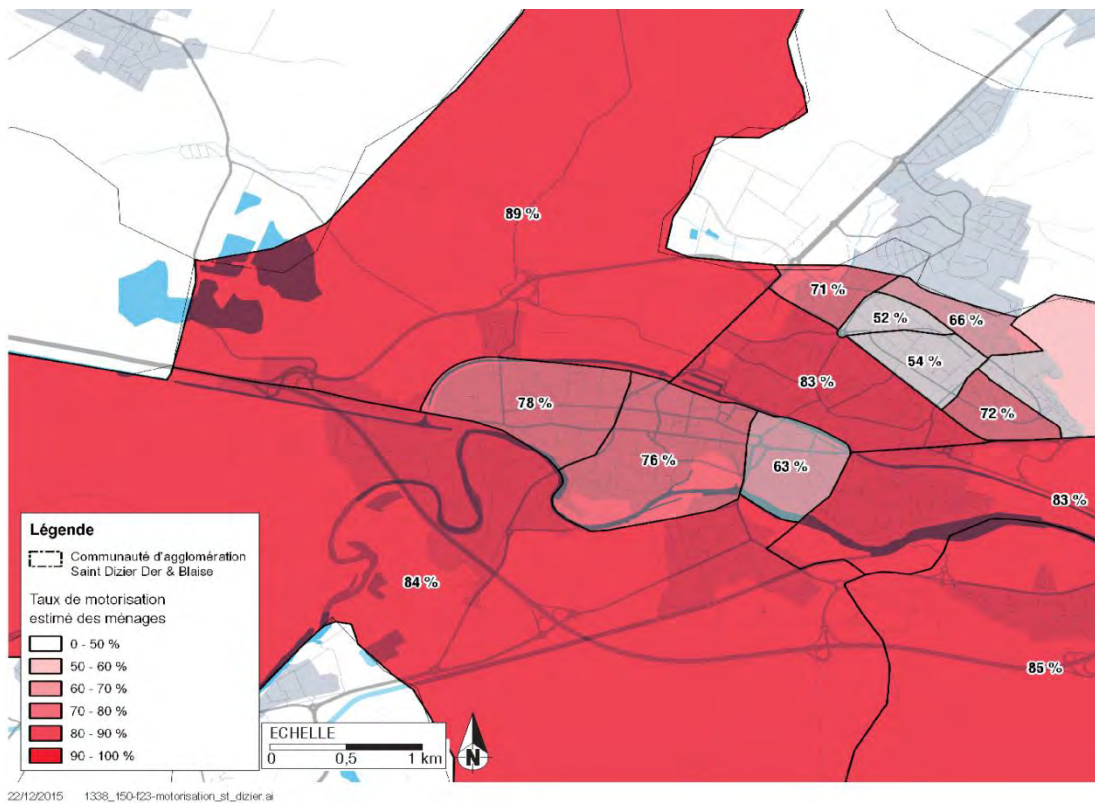 89 %
71 %
52 %
66 %
54 %
83 %
72 %
78 %
76 %
63 %
83 %
84 %
85 %
Légende
Communauté d'agglomération
Saint Dizier Der & Blaise
Taux de motorisation
estimé des ménages
0 - 50 %
50 - 60 %
60 - 70 %
70 - 80 %
80 - 90 %
90 - 100 %
ECHELLE
0 0,5 1 km
N
22/12/2015 1338_150-f23-motorisation_st_dizier.ai